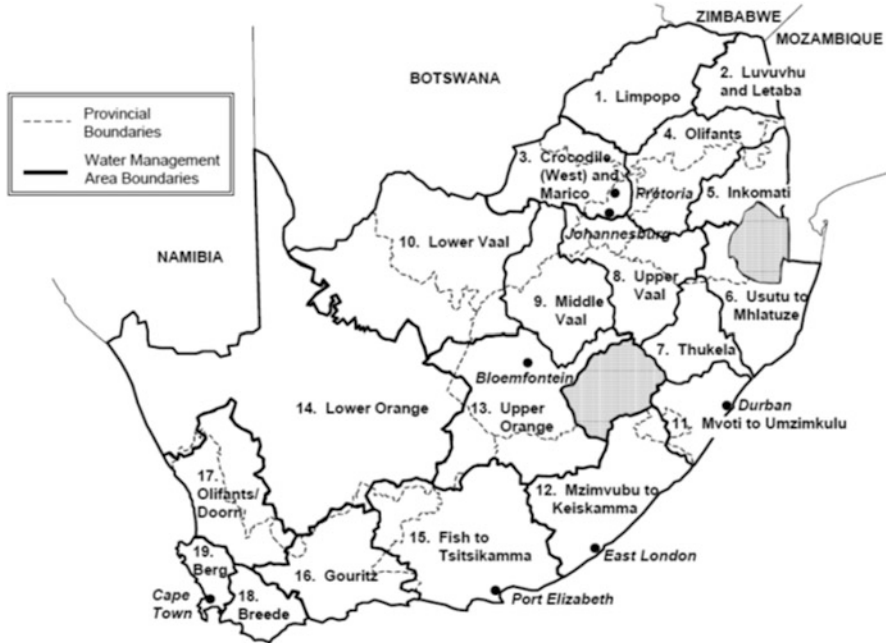 ZIMBABWE
MOZAMBIQUE
BOTSWANA
2. Luvuvhu
and Letaba
1. Limpopo
Provincial
Boundaries
Water Management
Area Boundaries
4. Olifants
3. Crocodile
(West) and
Marico
Pretoria
5. Inkomati
Johannesburg
10. Lower Vaal
NAMIBIA
8. Upper
Vaal
9. Middle
Vaal
6. Usutu to
Mhlatuze
7. Thukela
Bloemfontein
14. Lower Orange
13. Upper
Orange
Durban
11. Mvoti to Umzimkulu
17.
Olifants/
Doorn
12. Mzimvubu to
Keiskamma
15. Fish to
Tsitsikamma
19.
Berg
16. Gouritz
East London
Cape
Town
18.
Breede
Port Elizabeth